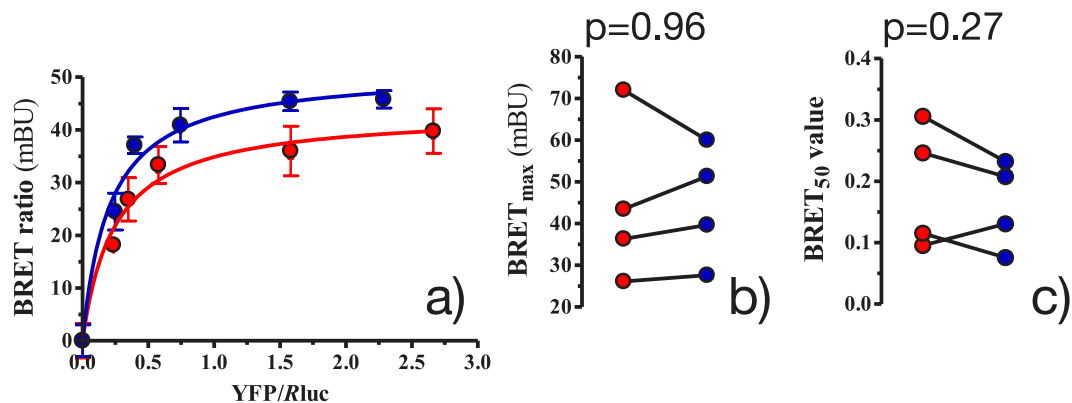 50
40
30
20
10
0
BRET ratio (mBU)
0.0 0.5 1.0 1.5 2.0 2.5 3.0
YFP/Rluc
a)
p=0.96
80
70
60
50
40
30
20
BRETmax (mBU)
b)
p=0.27
0.4
0.3
0.2
0.1
0.0
BRET50 value
c)